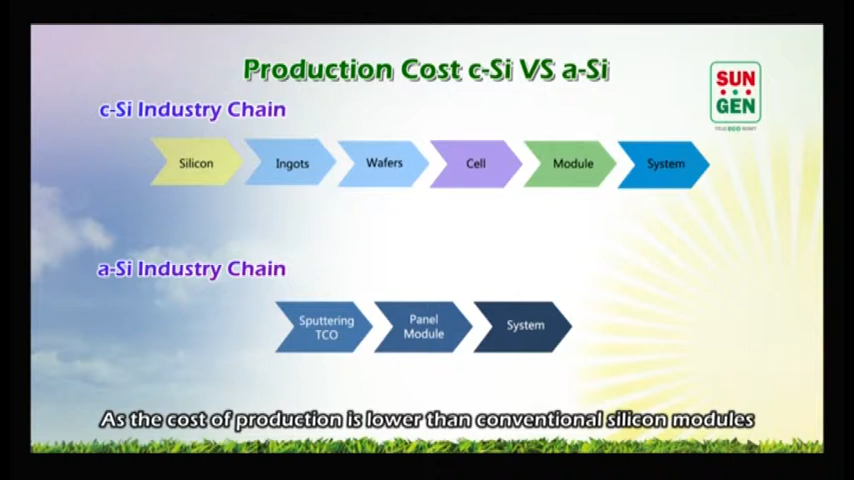 Production Cost c-Si VS a-Si
SUN
GEN
c-Si Industry Chain
Silicon
Ingots
Wafers
Cell
Module
System
a-Si Industry Chain
Sputtering
TCO
Panel
Module
System
As the cost of production is lower than conventional silicon modules